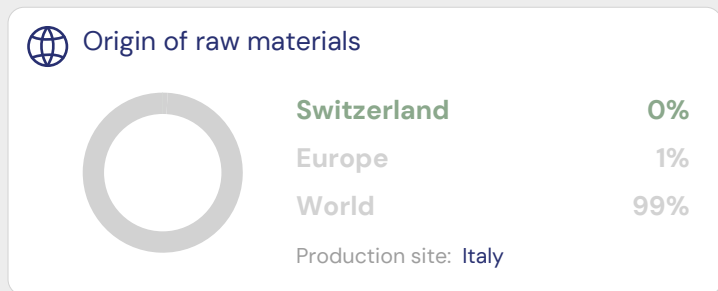 Origin of raw materials
Switzerland 0%
Europe 1%
World 99%
Production site: Italy